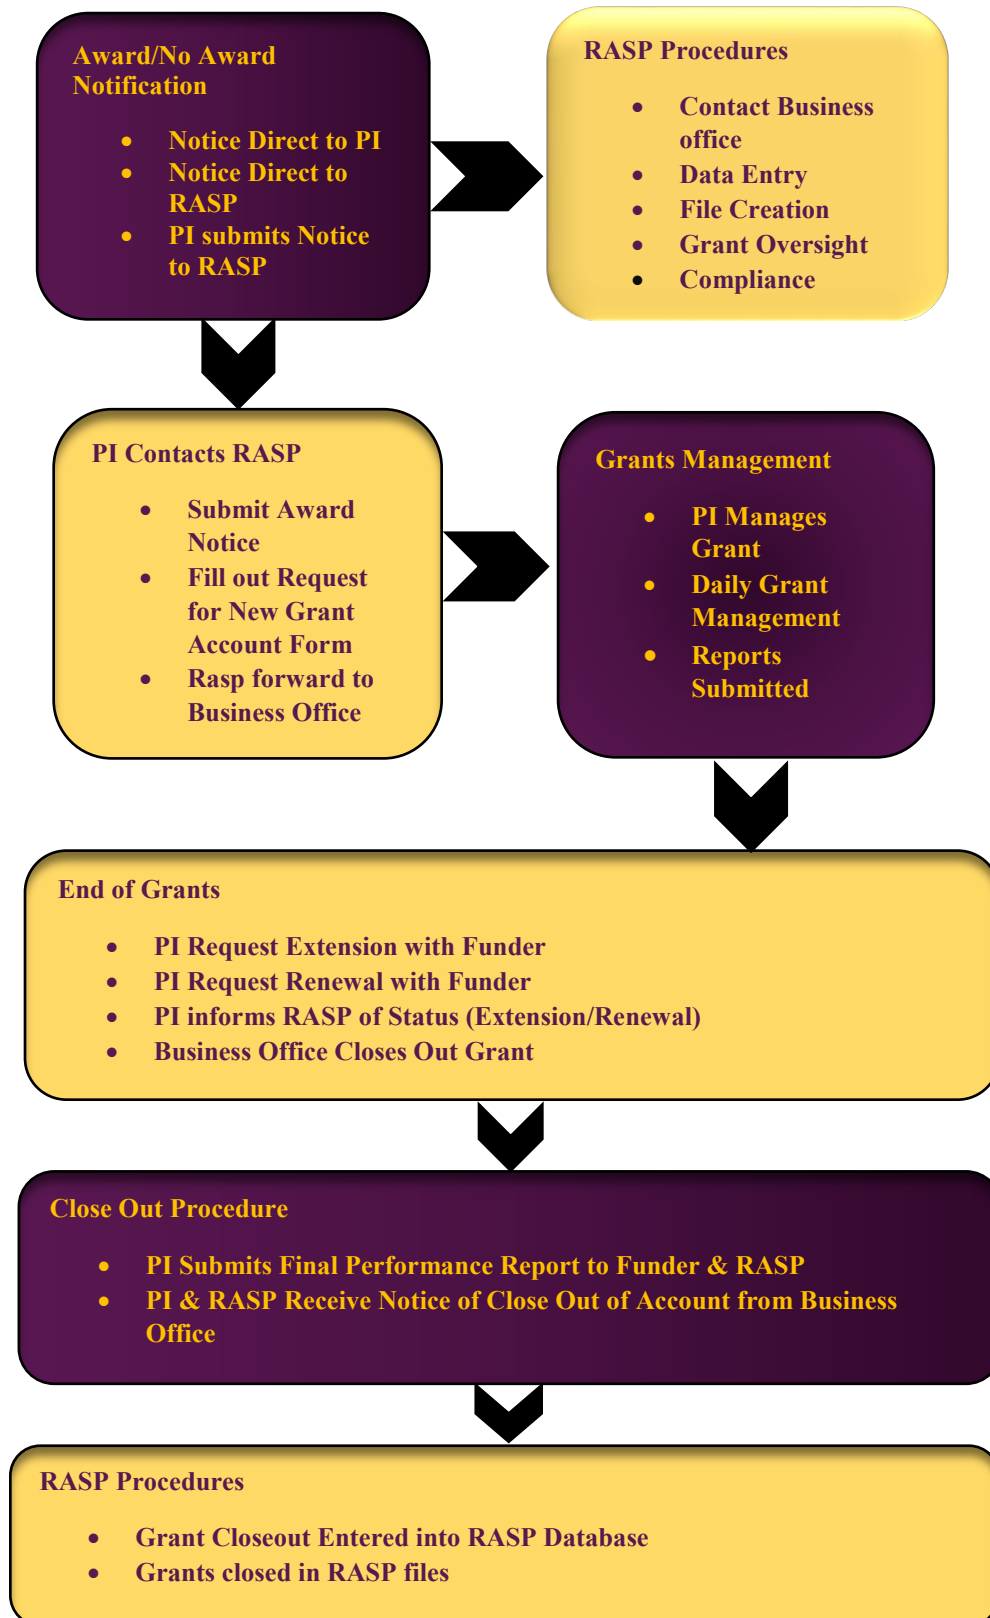 Award/No Award
Notification
• Notice Direct to PI
• Notice Direct to
RASP
• PI submits Notice
to RASP
RASP Procedures
• Contact Business
office
• Data Entry
• File Creation
• Grant Oversight
• Compliance
PI Contacts RASP
• Submit Award
Notice
• Fill out Request
for New Grant
Account Form
• Rasp forward to
Business Office
Grants Management
• PI Manages
Grant
• Daily Grant
Management
• Reports
Submitted
End of Grants
• PI Request Extension with Funder
• PI Request Renewal with Funder
• PI informs RASP of Status (Extension/Renewal)
• Business Office Closes Out Grant
Close Out Procedure
• PI Submits Final Performance Report to Funder & RASP
• PI & RASP Receive Notice of Close Out of Account from Business
Office
RASP Procedures
• Grant Closeout Entered into RASP Database
• Grants closed in RASP files